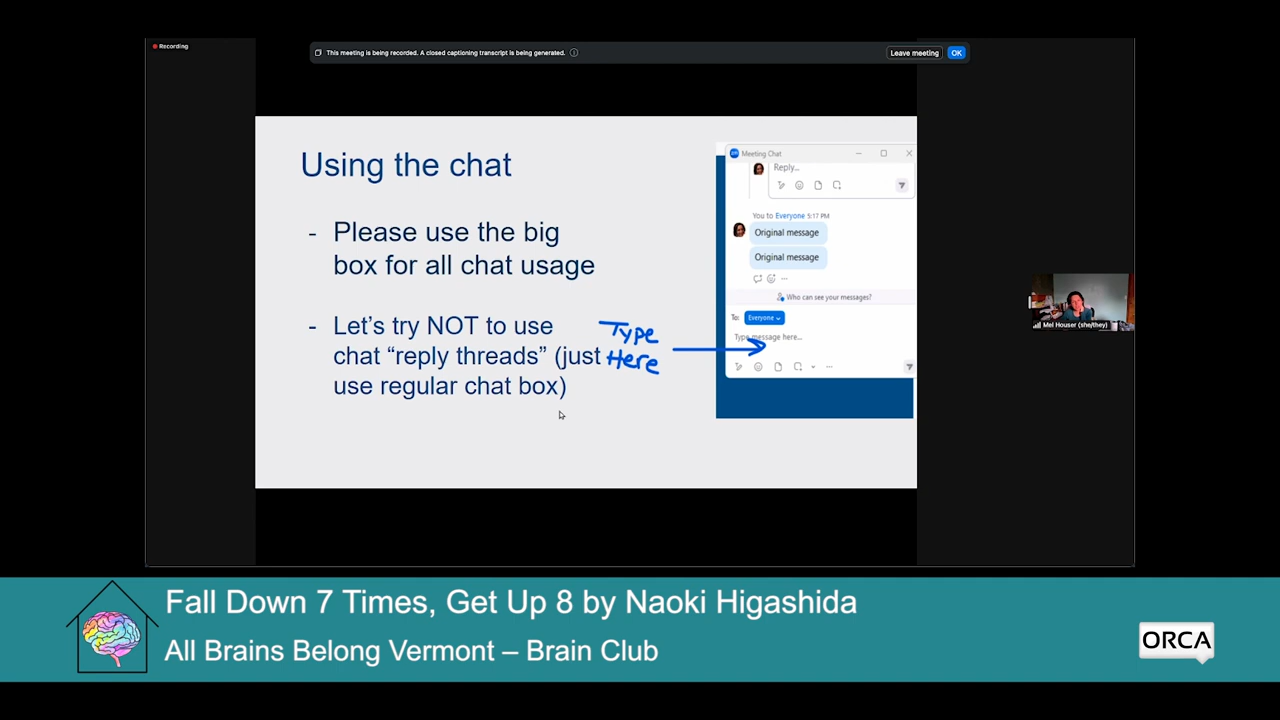 Recording
This meeting is being recorded. A closed captioning transcript is being generated.
Leave meeting
OK
Using the chat
- Please use the big
box for all chat usage
- Let's try NOT to use
chat "reply threads" (just
use regular chat box)
Type
Here
Meeting Chat
Reply...
You to Everyone 5:17 PM
Original message
Original message
Who can see your messages?
To: Everyone
Type message here...
Mel Houser (she/they)
Fall Down 7 Times, Get Up 8 by Naoki Higashida
All Brains Belong Vermont – Brain Club
ORCA